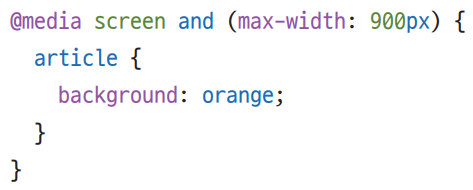 @media screen and (max-width: 900px) {
  article {
    background: orange;
  }
}